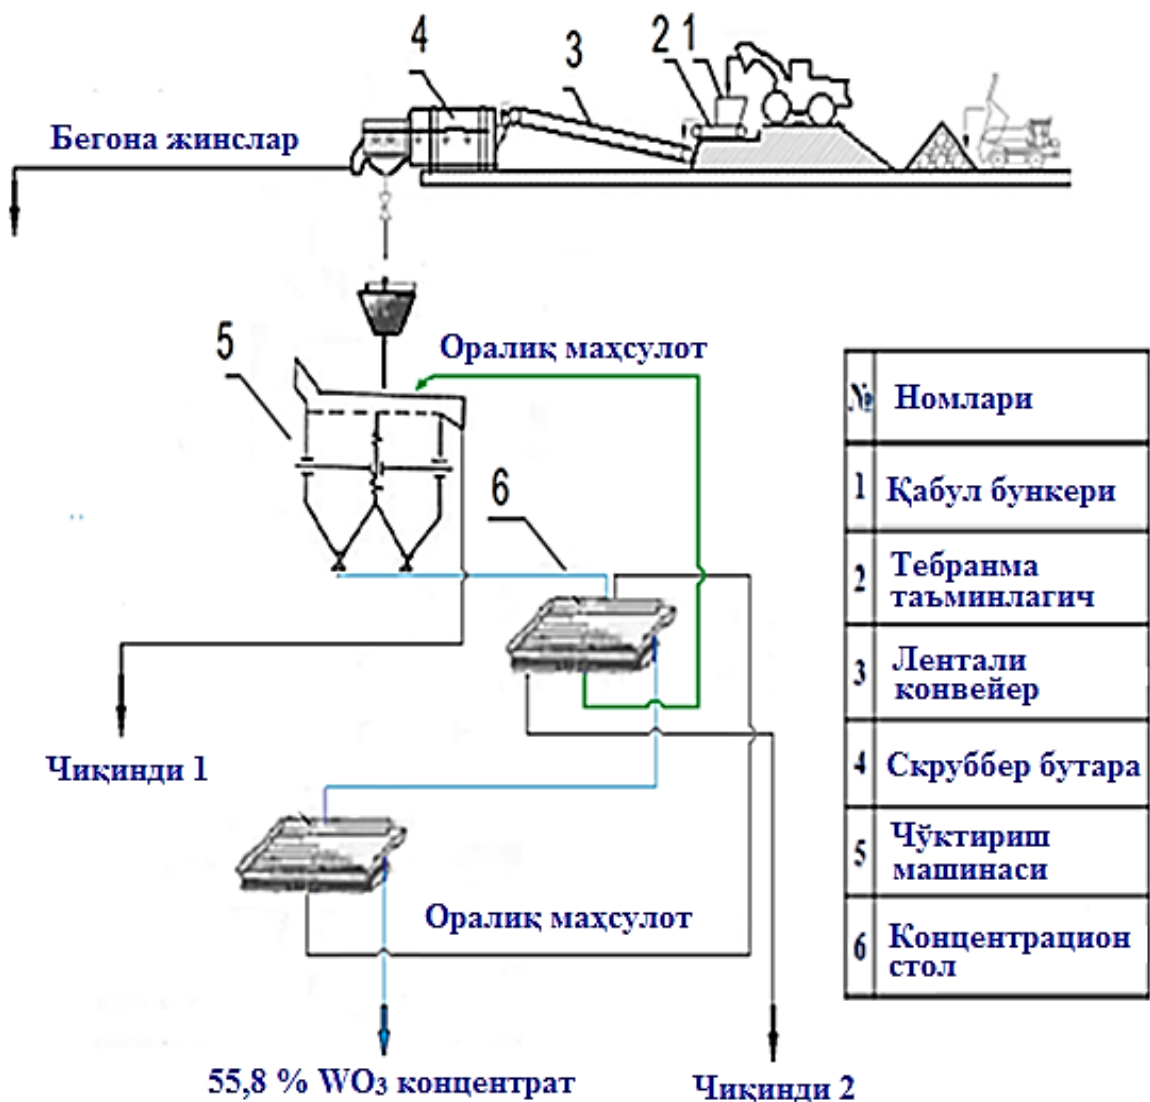 4
3
2 1
Бегона жинслар
5
Оралиқ маҳсулот
6
Чиқинди 1
Оралиқ маҳсулот
55,8 % WO3 концентрат
Чиқинди 2
№ Номлари
1 Қабул бункери
2 Тебранма
таъминлагич
3 Лентали
конвейер
4 Скруббер бутара
5 Чўктириш
машинаси
6 Концентрацион
стол